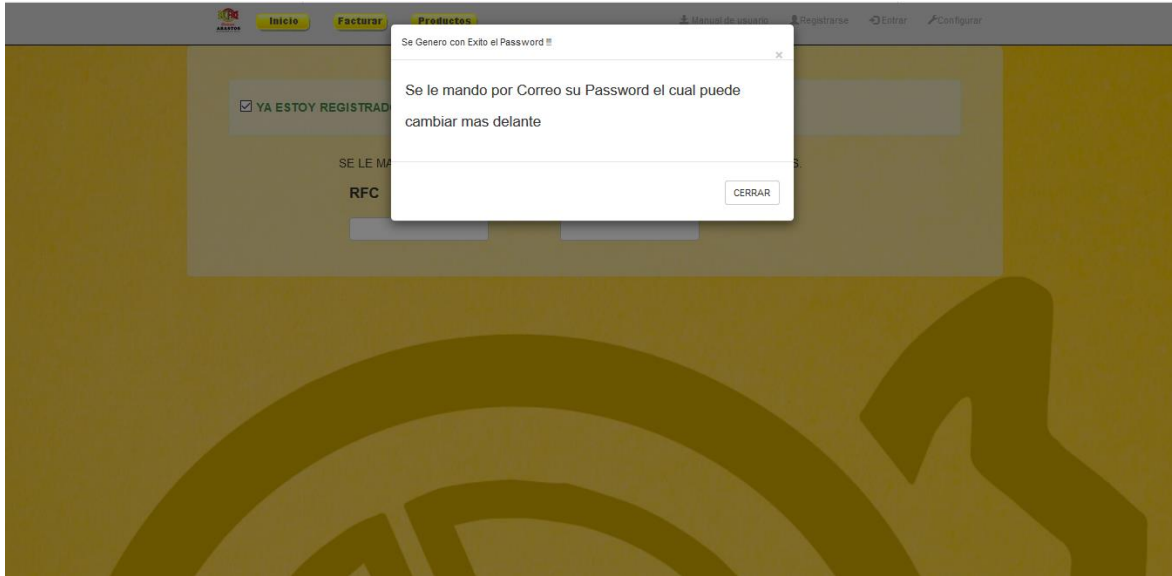 Inicio Facturar Productos Manual de usuario Registrarse Entrar Configurar
ABASTOS
Se Genero con Exito el Password !!!
×
Se le mando por Correo su Password el cual puede
cambiar mas delante
YA ESTOY REGISTRAD
SE LE MA
S.
RFC
CERRAR